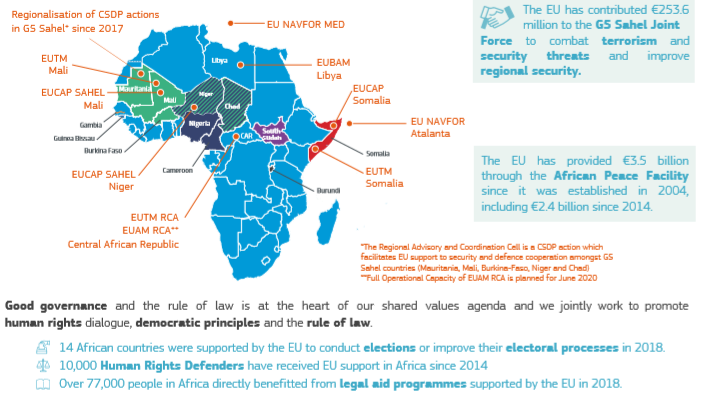 Regionalisation of CSDP actions
in G5 Sahel* since 2017
EU NAVFOR MED
EUTM
Mali
EUBAM
Libya
EUCAP SAHEL
Mali
EUCAP
Somalia
EU NAVFOR
Atalanta
EUCAP SAHEL
Niger
EUTM
Somalia
EUTM RCA
EUAM RCA**
Central African Republic
Libya
Mauritania
Mali
Niger
Chad
Nigeria
South
Sudan
CAR
Gambia
Guinea Bissau
Burkina Faso
Cameroon
Somalia
Burundi
The EU has contributed €253.6
million to the G5 Sahel Joint
Force to combat terrorism and
security threats and improve
regional security.
The EU has provided €3.5 billion
through the African Peace Facility
since it was established in 2004,
including €2.4 billion since 2014.
*The Regional Advisory and Coordination Cell is a CSDP action which
facilitates EU support to security and defence cooperation amongst G5
Sahel countries (Mauritania, Mali, Burkina-Faso, Niger and Chad)
**Full Operational Capacity of EUAM RCA is planned for June 2020
Good governance and the rule of law is at the heart of our shared values agenda and we jointly work to promote
human rights dialogue, democratic principles and the rule of law.
14 African countries were supported by the EU to conduct elections or improve their electoral processes in 2018.
10,000 Human Rights Defenders have received EU support in Africa since 2014
Over 77,000 people in Africa directly benefitted from legal aid programmes supported by the EU in 2018.